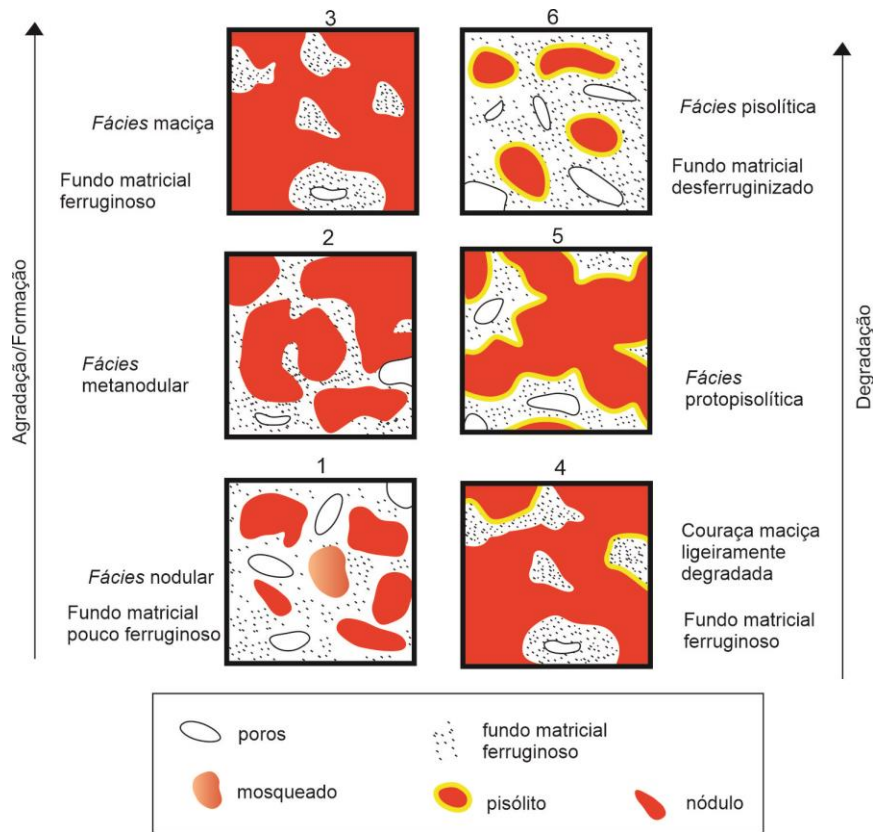 3
6
Fácies maciça
Fundo matricial
ferruginoso
Fácies pisolítica
Fundo matricial
desferruginizado
2
5
Agradação/Formação
Fácies
metanodular
Fácies
protopisolítica
Degradação
1
4
Fácies nodular
Fundo matricial
pouco ferruginoso
Couraça maciça
ligeiramente
degradada
Fundo matricial
ferruginoso
poros
fundo matricial
ferruginoso
mosqueado
pisólito
nódulo